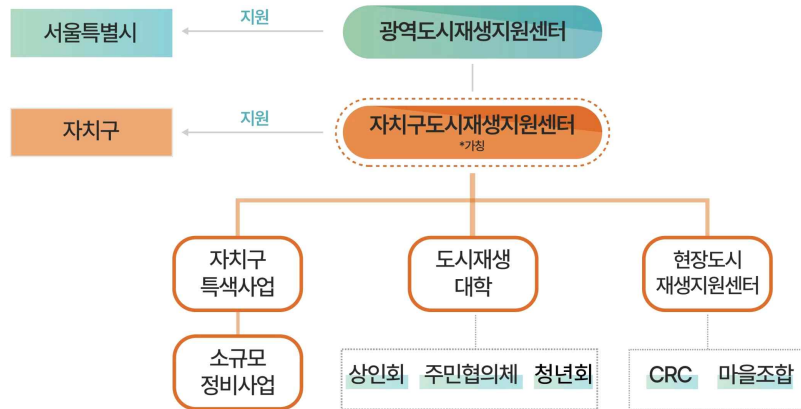 서울특별시
지원
광역도시재생지원센터
자치구
지원
자치구도시재생지원센터
*가칭
자치구
특색사업
도시재생
대학
현장도시
재생지원센터
소규모
정비사업
상인회 주민협의체 청년회
CRC 마을조합